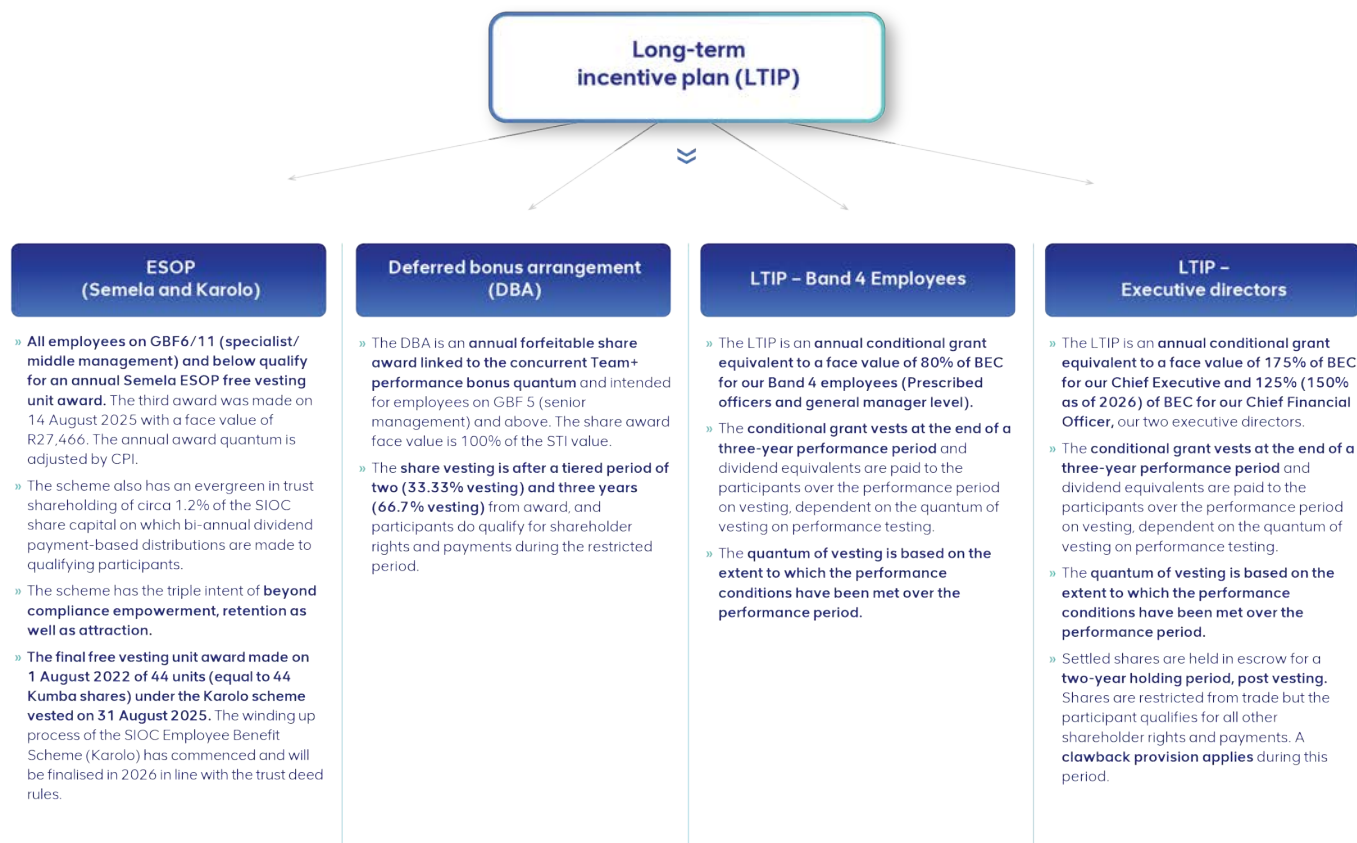 Long-term
incentive plan (LTIP)
ESOP
(Semela and Karolo)
» All employees on GBF6/11 (specialist/
middle management) and below qualify
for an annual Semela ESOP free vesting
unit award. The third award was made on
14 August 2025 with a face value of
R27,466. The annual award quantum is
adjusted by CPI.
» The scheme also has an evergreen in trust
shareholding of circa 1.2% of the SIOC
share capital on which bi-annual dividend
payment-based distributions are made to
qualifying participants.
» The scheme has the triple intent of beyond
compliance empowerment, retention as
well as attraction.
» The final free vesting unit award made on
1 August 2022 of 44 units (equal to 44
Kumba shares) under the Karolo scheme
vested on 31 August 2025. The winding up
process of the SIOC Employee Benefit
Scheme (Karolo) has commenced and will
be finalised in 2026 in line with the trust deed
rules.
Deferred bonus arrangement
(DBA)
» The DBA is an annual forfeitable share
award linked to the concurrent Team+
performance bonus quantum and intended
for employees on GBF 5 (senior
management) and above. The share award
face value is 100% of the STI value.
» The share vesting is after a tiered period of
two (33.33% vesting) and three years
(66.7% vesting) from award, and
participants do qualify for shareholder
rights and payments during the restricted
period.
LTIP – Band 4 Employees
» The LTIP is an annual conditional grant
equivalent to a face value of 80% of BEC
for our Band 4 employees (Prescribed
officers and general manager level).
» The conditional grant vests at the end of a
three-year performance period and
dividend equivalents are paid to the
participants over the performance period
on vesting, dependent on the quantum of
vesting on performance testing.
» The quantum of vesting is based on the
extent to which the performance
conditions have been met over the
performance period.
LTIP –
Executive directors
» The LTIP is an annual conditional grant
equivalent to a face value of 175% of BEC
for our Chief Executive and 125% (150%
as of 2026) of BEC for our Chief Financial
Officer, our two executive directors.
» The conditional grant vests at the end of a
three-year performance period and
dividend equivalents are paid to the
participants over the performance period
on vesting, dependent on the quantum of
vesting on performance testing.
» The quantum of vesting is based on the
extent to which the performance
conditions have been met over the
performance period.
» Settled shares are held in escrow for a
two-year holding period, post vesting.
Shares are restricted from trade but the
participant qualifies for all other
shareholder rights and payments. A
clawback provision applies during this
period.